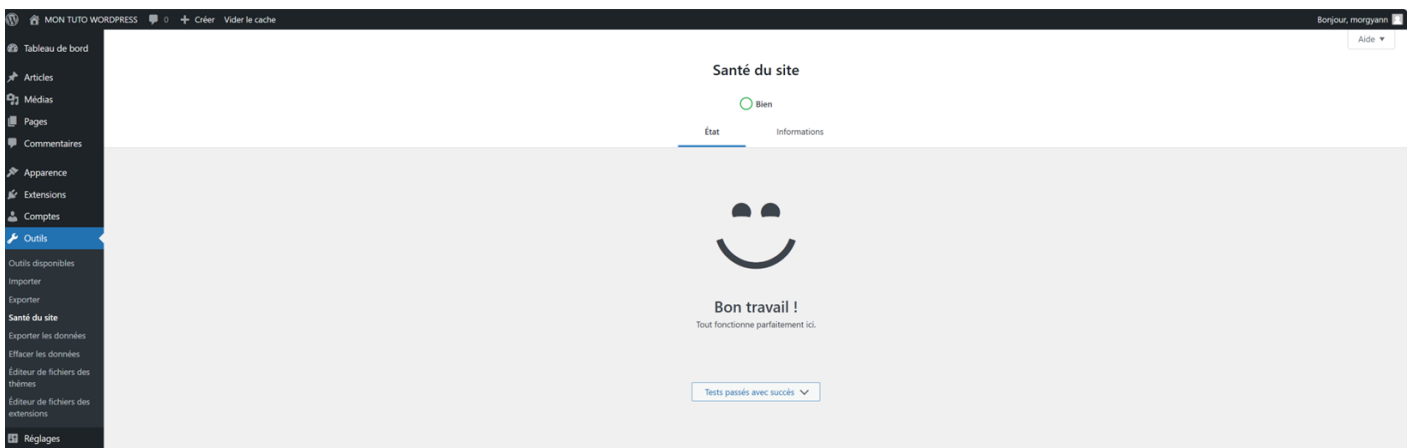 MON TUTO WORDPRESS 0 + Créer Vider le cache Bonjour, morgyann
Aide ▼
Tableau de bord
Articles
Médias
Pages
Commentaires
Apparence
Extensions
Comptes
Outils
Outils disponibles
Importer
Exporter
Santé du site
Exporter les données
Effacer les données
Éditeur de fichiers des
thèmes
Éditeur de fichiers des
extensions
Réglages
Santé du site
Bien
État Informations
Bon travail !
Tout fonctionne parfaitement ici.
Tests passés avec succès